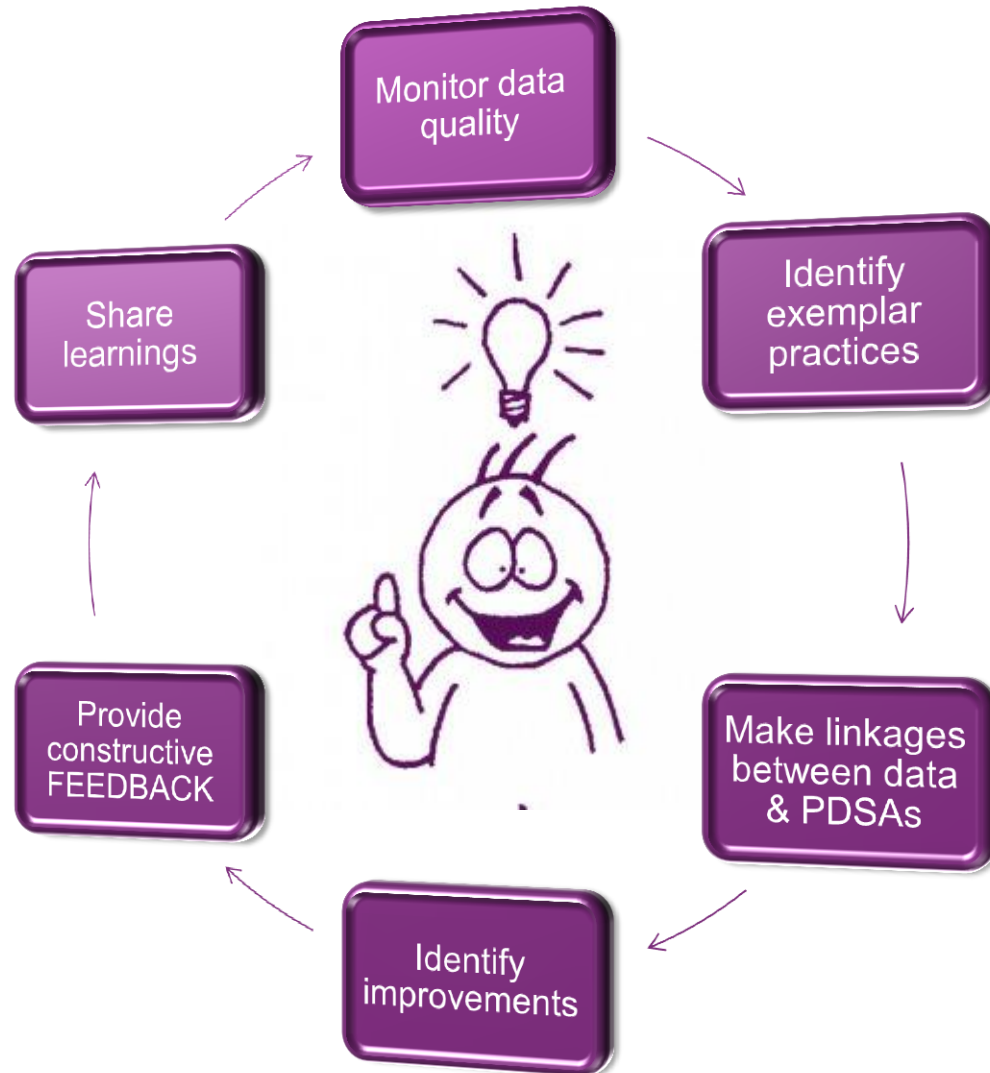 Monitor data
quality
Identify
exemplar
practices
Make linkages
between data
& PDSAs
Identify
improvements
Provide
constructive
FEEDBACK
Share
learnings